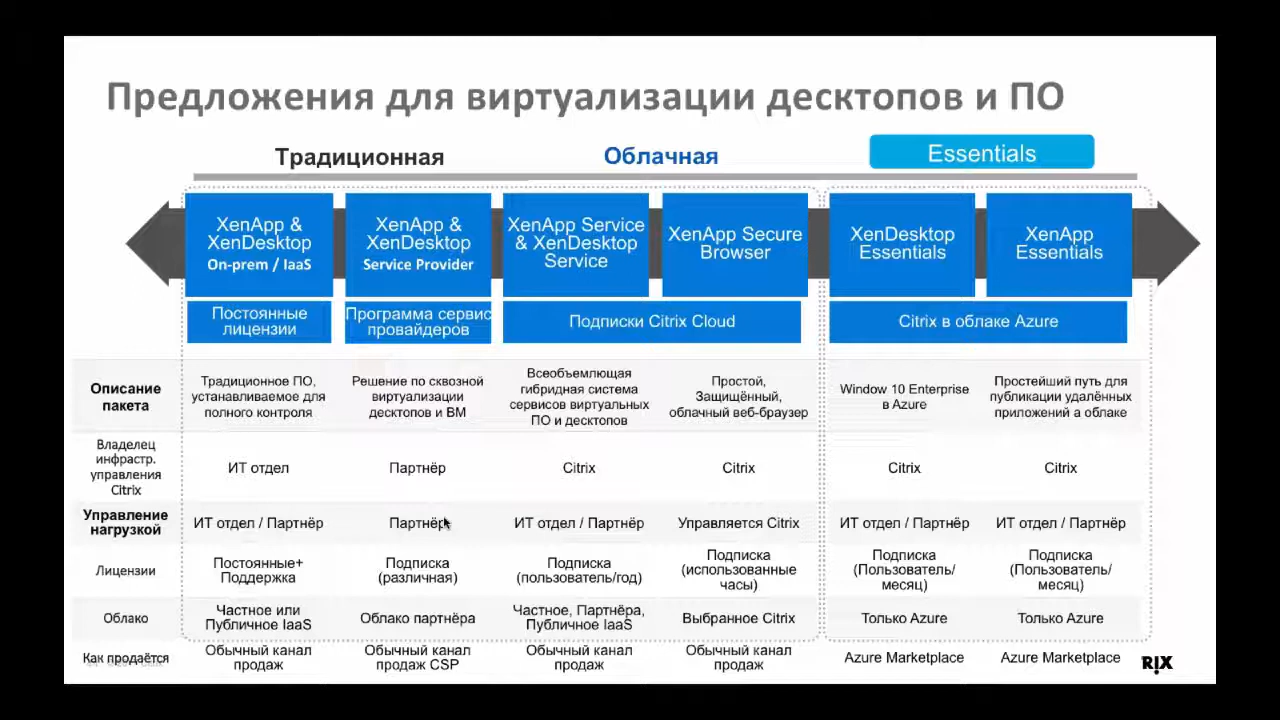 Предложения для виртуализации десктопов и ПО
Традиционная
Облачная
Essentials
XenApp &
XenDesktop
On-prem / IaaS
XenApp &
XenDesktop
Service Provider
XenApp Service
& XenDesktop
Service
XenApp Secure
Browser
XenDesktop
Essentials
XenApp
Essentials
Постоянные
лицензии
Программа сервис
провайдеров
Подписки Citrix Cloud
Citrix в облаке Azure
Описание
пакета
Традиционное ПО,
устанавливаемое для
полного контроля
Решение по сквозной
виртуализации
десктопов и ВМ
Всеобъемлющая
гибридная система
сервисов виртуальных
ПО и десктопов
Простой,
Защищённый,
облачный веб-браузер
Window 10 Enterprise
в Azure
Простейший путь для
публикации удалённых
приложений а облаке
Владелец
инфрастр.
управления
Citrix
ИТ отдел
Партнёр
Citrix
Citrix
Citrix
Citrix
Управление
нагрузкой
ИТ отдел / Партнёр
Партнёр
ИТ отдел / Партнёр
Управляется Citrix
ИТ отдел / Партнёр
ИТ отдел / Партнёр
Лицензии
Постоянные+
Поддержка
Подписка
(различная)
Подписка
(пользователь/год)
Подписка
(использованные
часы)
Подписка
(Пользователь/
месяц)
Подписка
(Пользователь/
месяц)
Облако
Частное или
Публичное IaaS
Облако партнёра
Частное, Партнёра,
Публичное IaaS
Выбранное Citrix
Только Azure
Только Azure
Как продаётся
Обычный канал
продаж
Обычный канал
продаж CSP
Обычный канал
продаж
Обычный канал
продаж
Azure Marketplace
Azure Marketplace
RIX